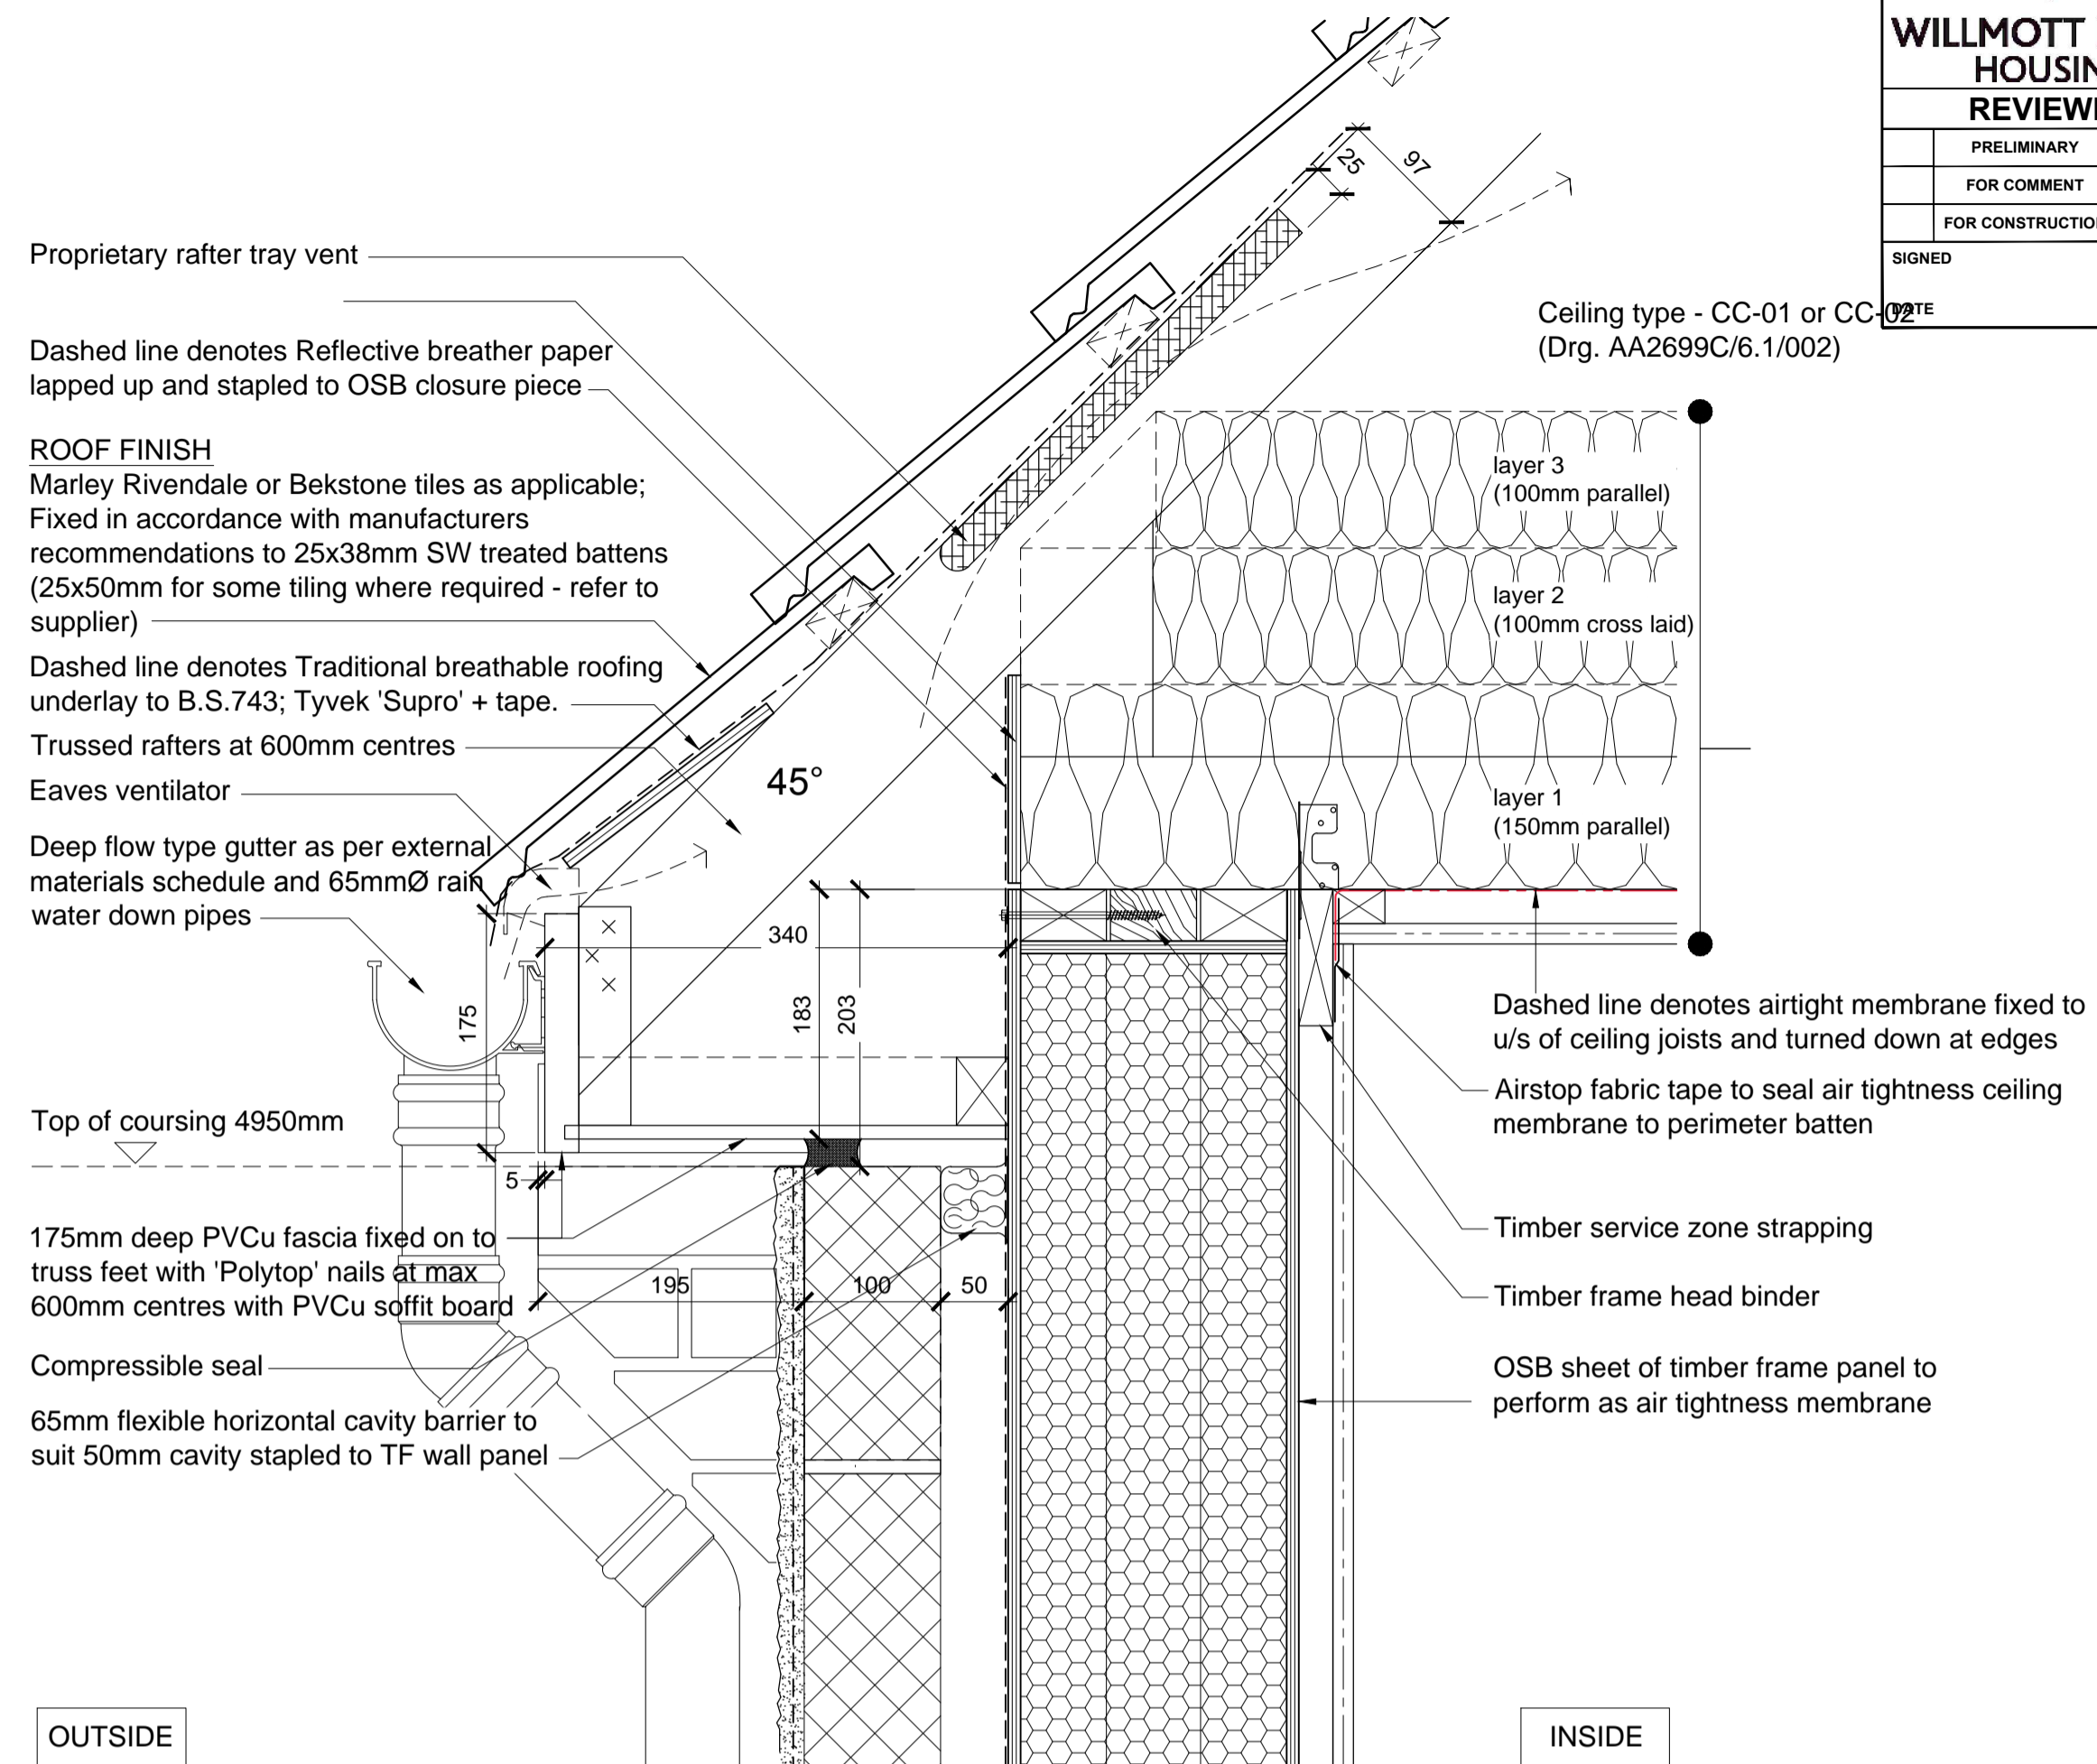 WILLMOTT
HOUSIN
REVIEW
PRELIMINARY
FOR COMMENT
FOR CONSTRUCTIO
SIGNED
DATE
25
97
Ceiling type - CC-01 or CC-02
(Drg. AA2699C/6.1/002)
Proprietary rafter tray vent
Dashed line denotes Reflective breather paper
lapped up and stapled to OSB closure piece
ROOF FINISH
Marley Rivendale or Bekstone tiles as applicable;
Fixed in accordance with manufacturers
recommendations to 25x38mm SW treated battens
(25x50mm for some tiling where required - refer to
supplier)
Dashed line denotes Traditional breathable roofing
underlay to B.S.743; Tyvek 'Supro' + tape.
Trussed rafters at 600mm centres
Eaves ventilator
Deep flow type gutter as per external
materials schedule and 65mmØ rain
water down pipes
Top of coursing 4950mm
175mm deep PVCu fascia fixed on to
truss feet with 'Polytop' nails at max
600mm centres with PVCu soffit board
Compressible seal
65mm flexible horizontal cavity barrier to
suit 50mm cavity stapled to TF wall panel
45°
340
175
183
203
5
195
100
50
layer 3
(100mm parallel)
layer 2
(100mm cross laid)
layer 1
(150mm parallel)
Dashed line denotes airtight membrane fixed to
u/s of ceiling joists and turned down at edges
Airstop fabric tape to seal air tightness ceiling
membrane to perimeter batten
Timber service zone strapping
Timber frame head binder
OSB sheet of timber frame panel to
perform as air tightness membrane
OUTSIDE
INSIDE